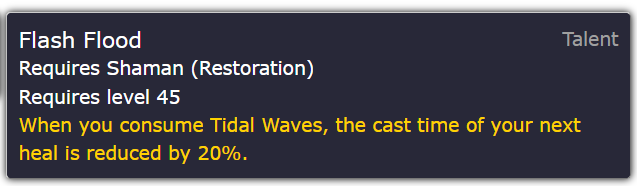 Flash Flood Talent
Requires Shaman (Restoration)
Requires level 45
When you consume Tidal Waves, the cast time of your next
heal is reduced by 20%.